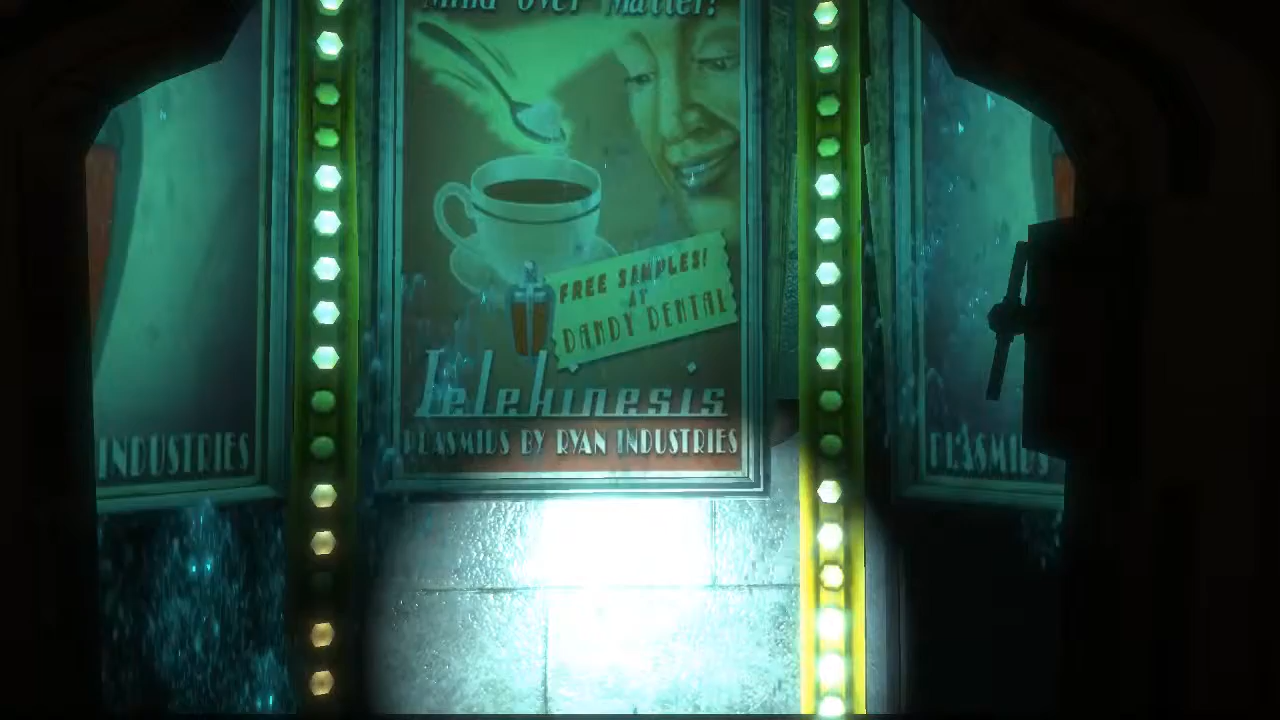 Mind Over Matter!
FREE SAMPLES!
AT
DANDY DENTAL
Telekinesis
PLASMIDS BY RYAN INDUSTRIES
INDUSTRIES
PLASMIDS